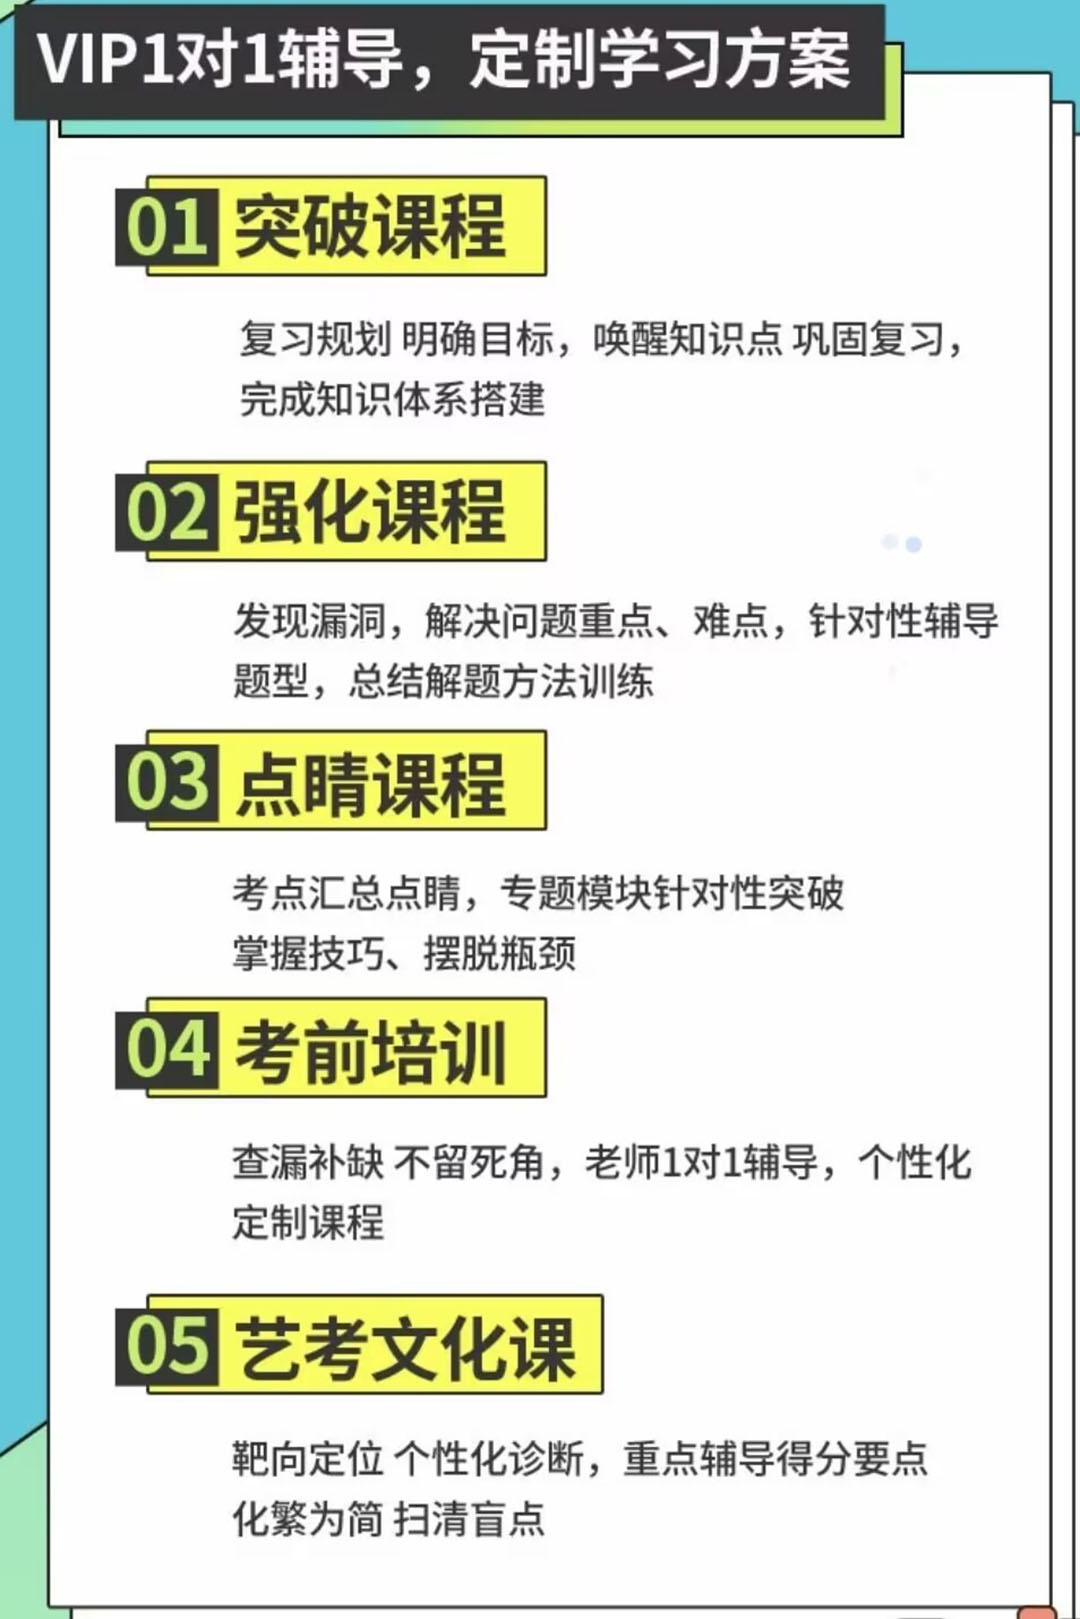 VIP1对1辅导，定制学习方案
01 突破课程
复习规划 明确目标，唤醒知识点 巩固复习，
完成知识体系搭建
02 强化课程
发现漏洞，解决问题重点、难点，针对性辅导
题型，总结解题方法训练
03 点睛课程
考点汇总点睛，专题模块针对性突破
掌握技巧、摆脱瓶颈
04 考前培训
查漏补缺 不留死角，老师1对1辅导，个性化
定制课程
05 艺考文化课
靶向定位 个性化诊断，重点辅导得分要点
化繁为简 扫清盲点